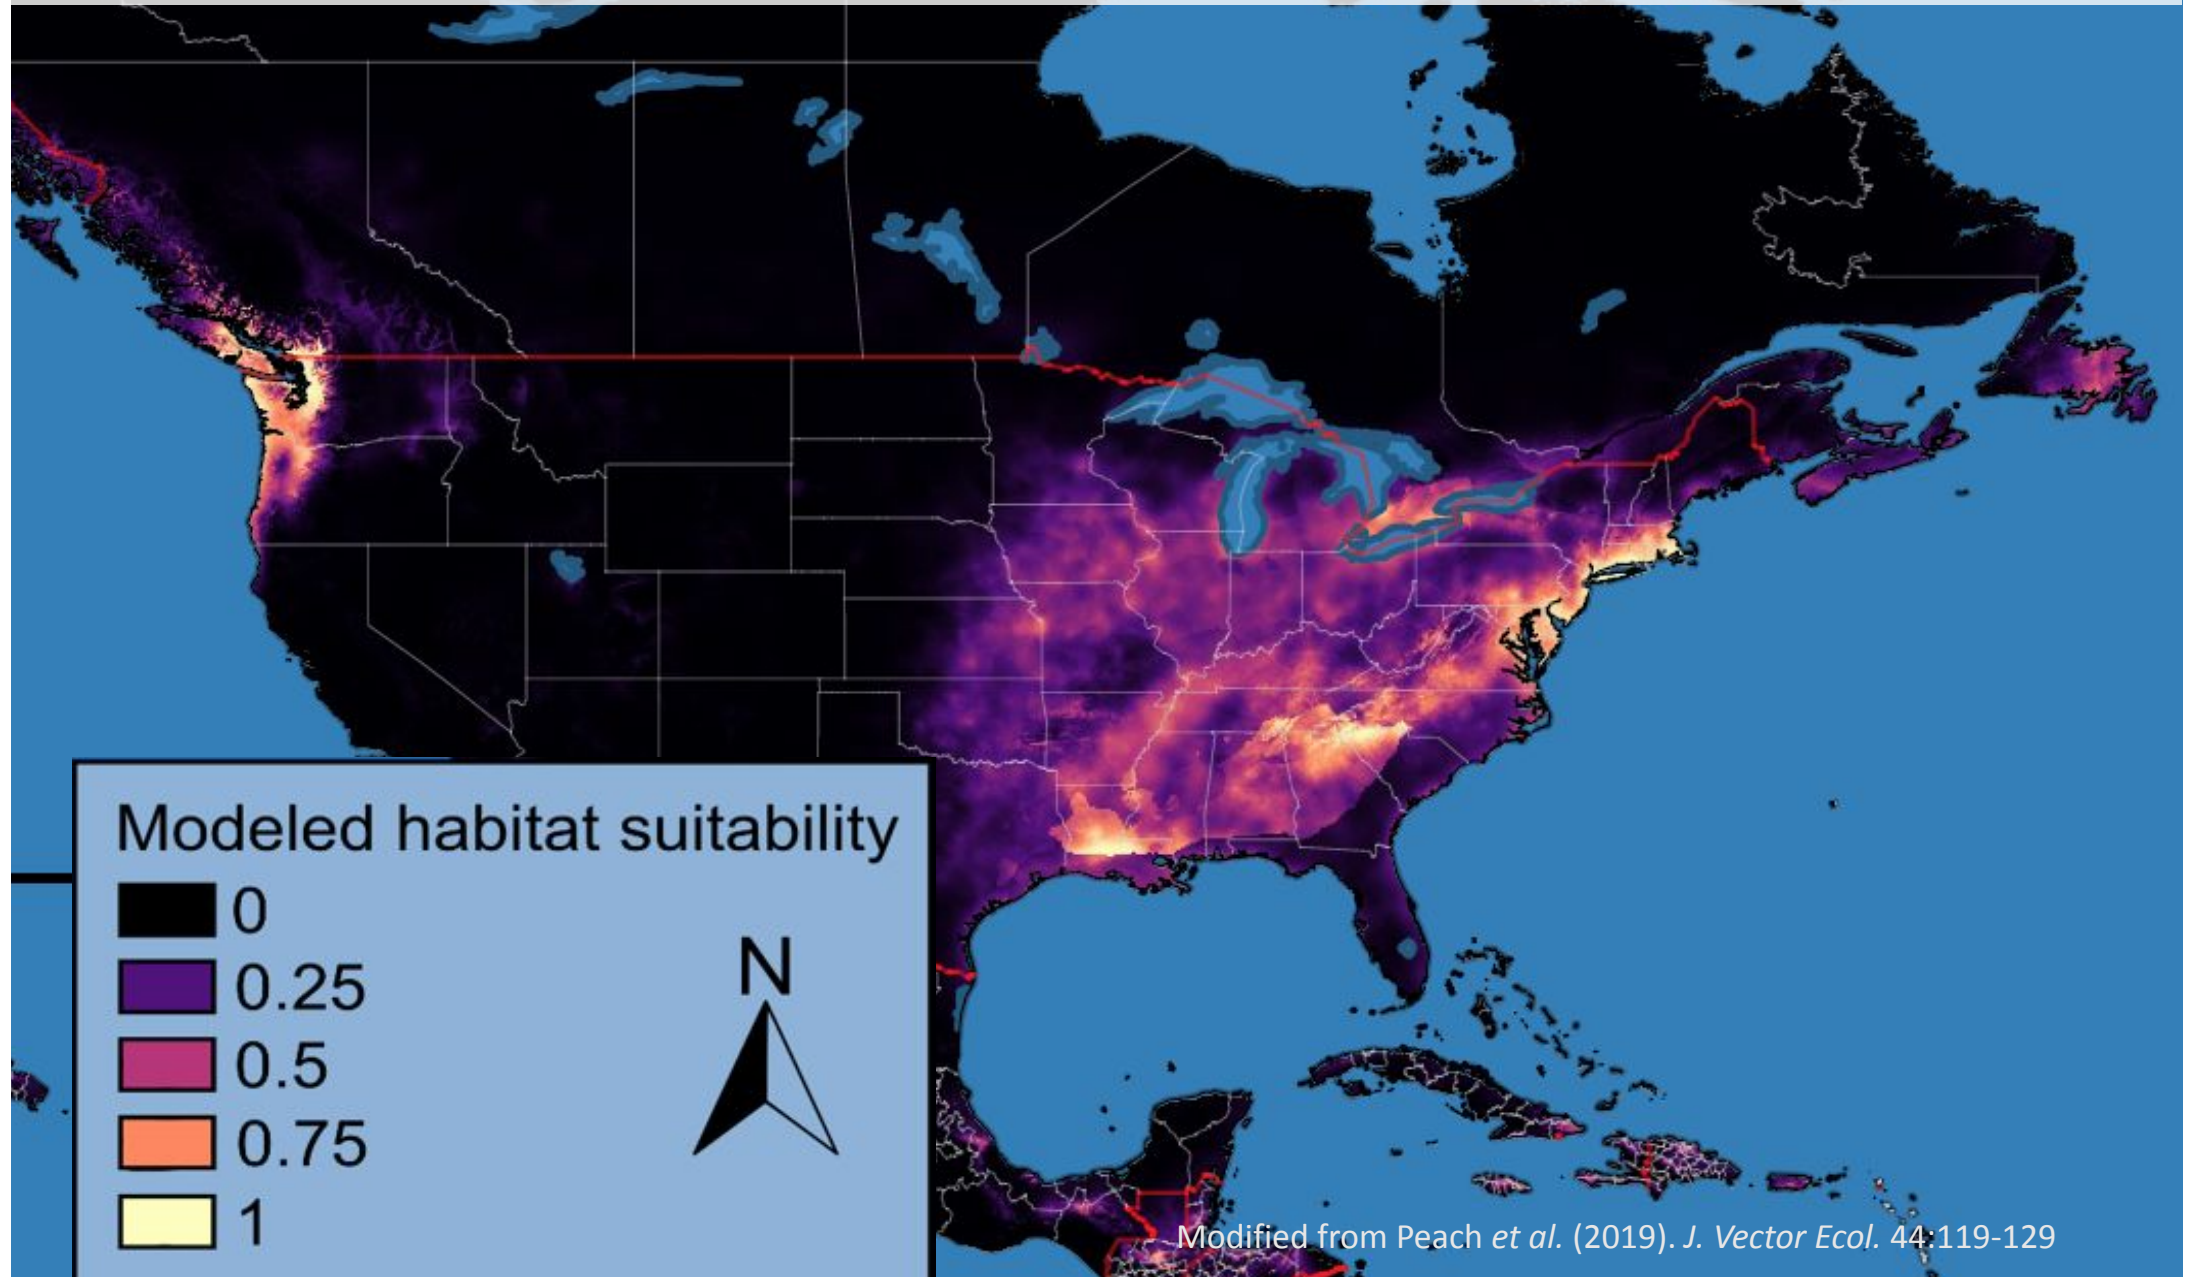 Modeled habitat suitability
0
0.25
0.5
0.75
1
N
Modified from Peach et al. (2019). J. Vector Ecol. 44:119-129